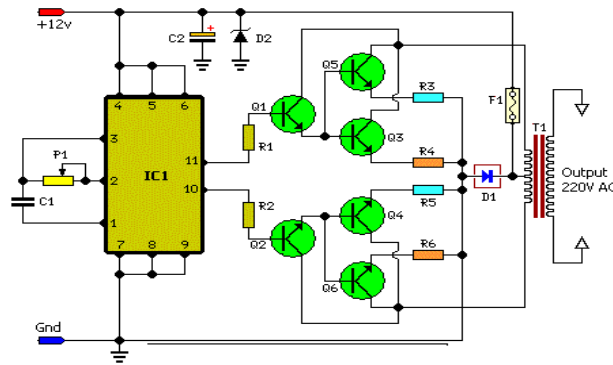 +12v
C2
+
D2
Q5
R3
F1
4
5
6
Q1
T1
3
R1
Q3
R4
P1
11
2
IC1
Output
220V AC
10
D1
R5
C1
1
R2
Q4
Q2
R6
7
8
9
Q6
Gnd